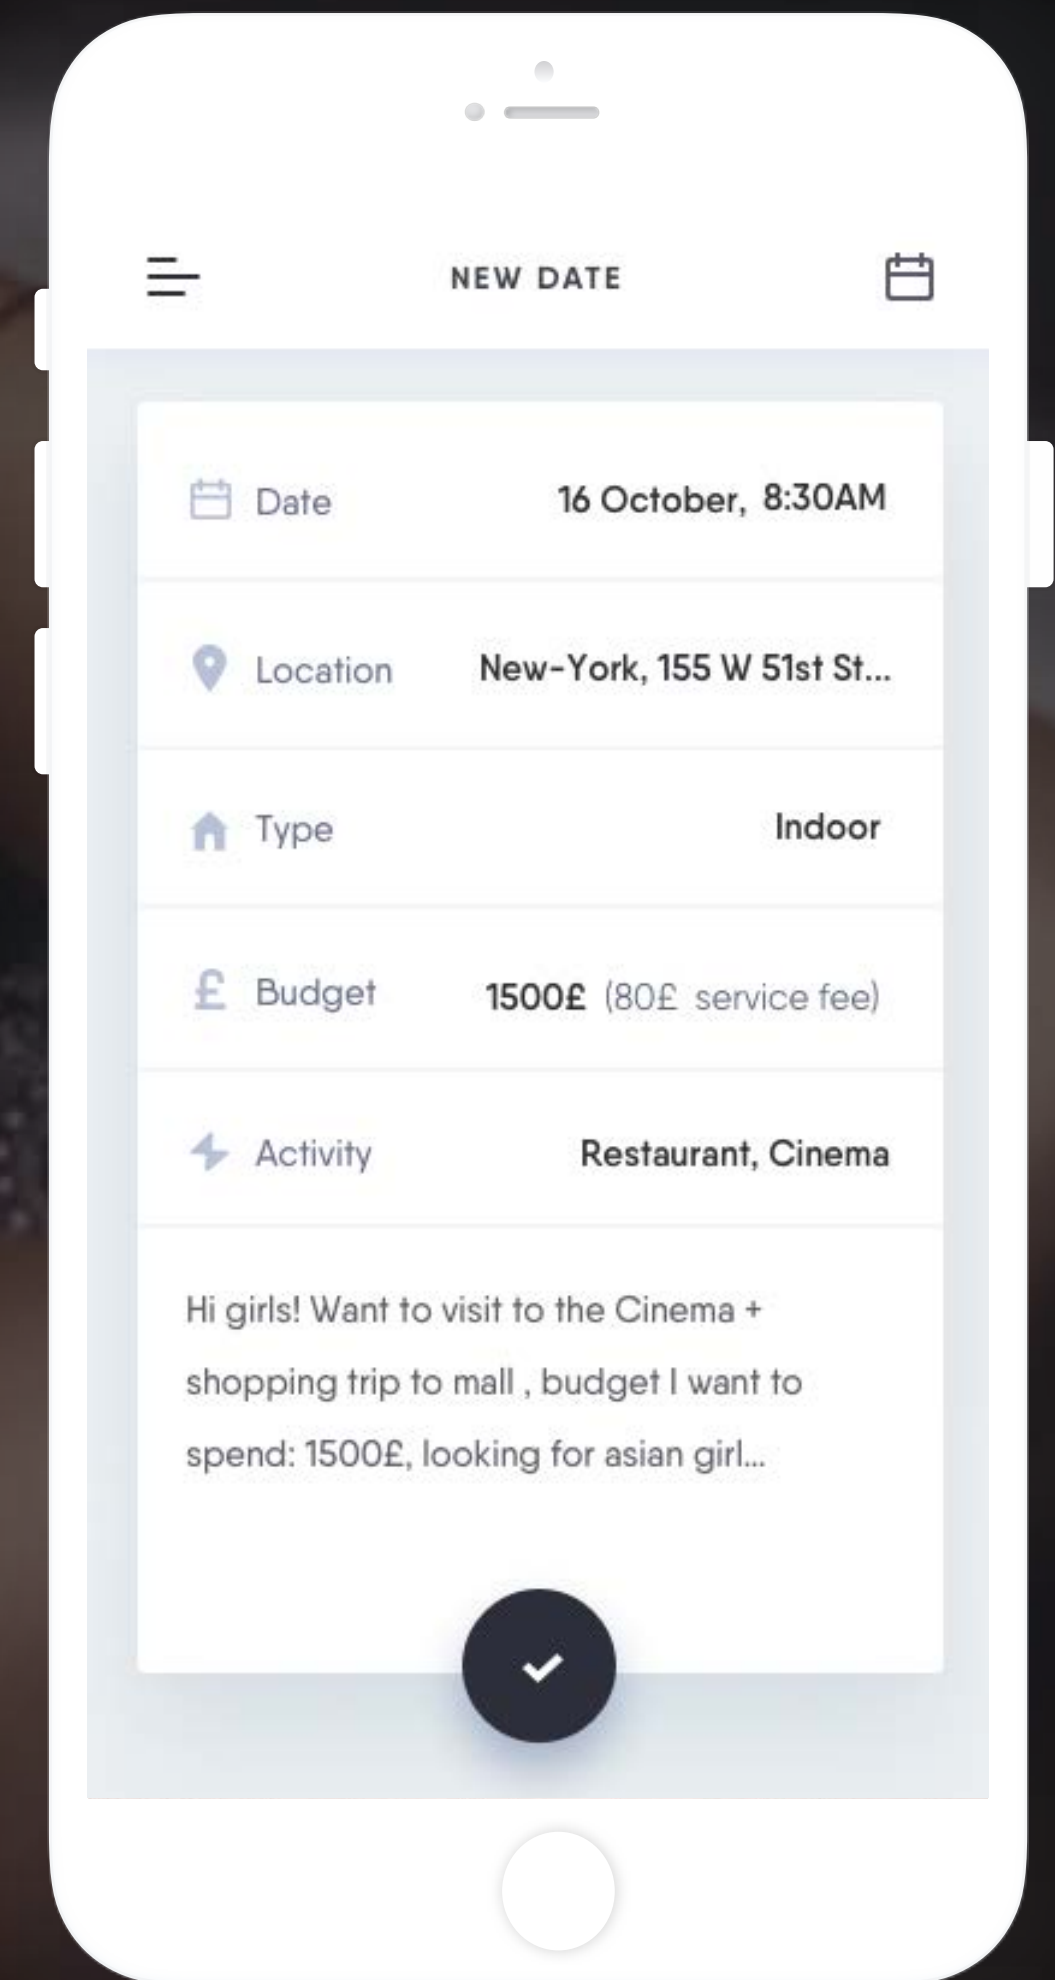 NEW DATE
Date 16 October, 8:30AM
Location New-York, 155 W 51st St...
Type Indoor
£ Budget 1500£ (80£ service fee)
Activity Restaurant, Cinema
Hi girls! Want to visit to the Cinema +
shopping trip to mall , budget I want to
spend: 1500£, looking for asian girl...